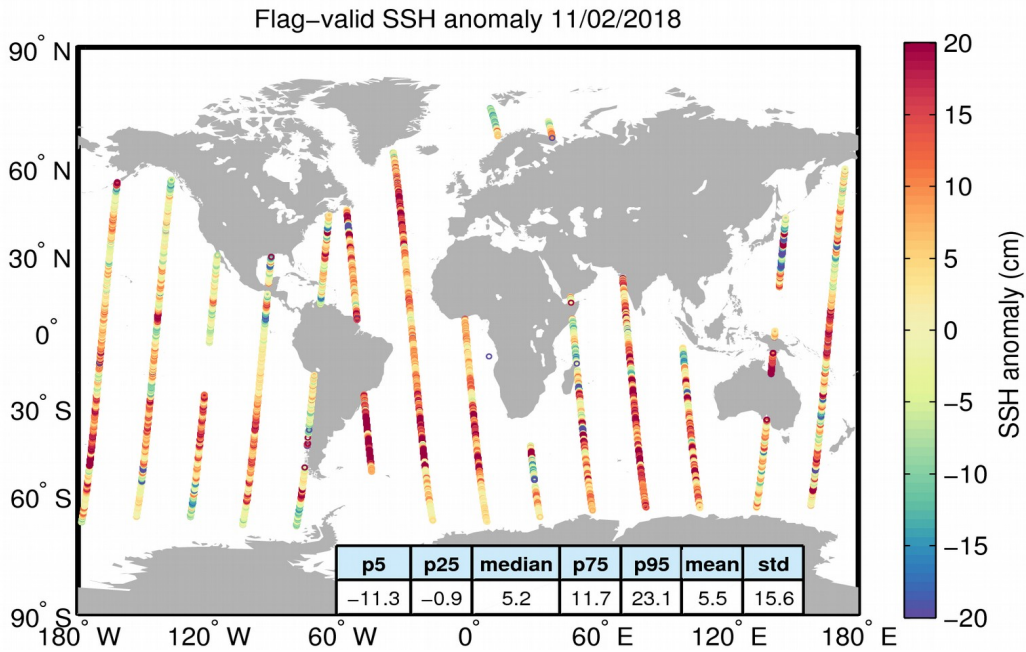 Flag−valid SSH anomaly 11/02/2018
90° N
60° N
30° N
0°
30° S
60° S
90° S
180° W
120° W
60° W
0°
60° E
120° E
180° E
p5 p25 median p75 p95 mean std
−11.3 −0.9 5.2 11.7 23.1 5.5 15.6
20
15
10
5
0
−5
−10
−15
−20
SSH anomaly (cm)